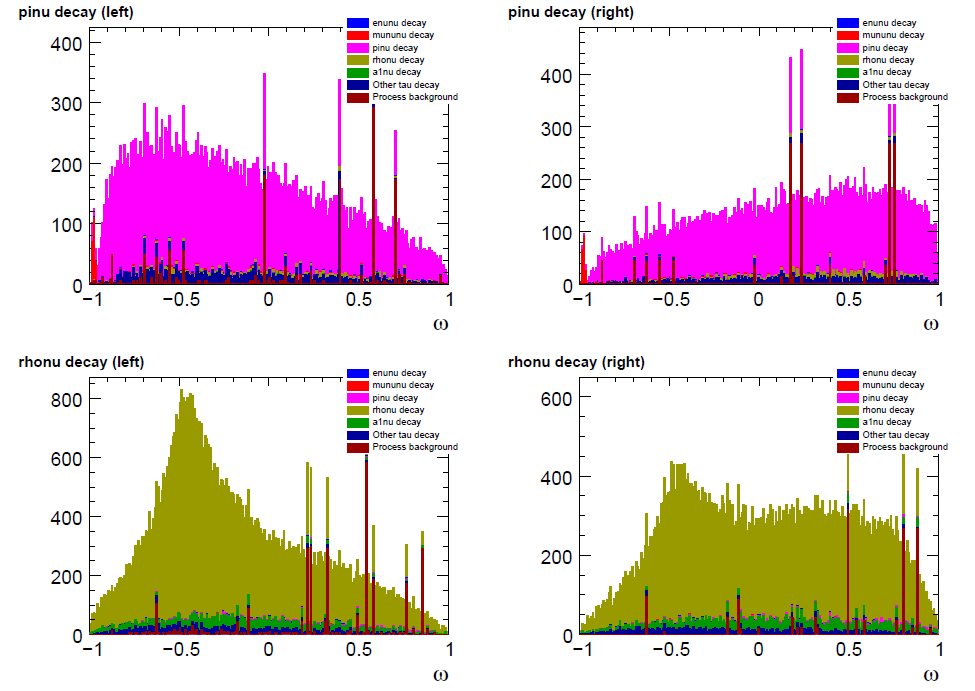 pinu decay (left)
enunu decay
mununu decay
pinu decay
rhonu decay
a1nu decay
Other tau decay
Process background
400
300
200
100
0
−1 −0.5 0 0.5 1
ω
pinu decay (right)
enunu decay
mununu decay
pinu decay
rhonu decay
a1nu decay
Other tau decay
Process background
400
300
200
100
0
−1 −0.5 0 0.5 1
ω
rhonu decay (left)
enunu decay
mununu decay
pinu decay
rhonu decay
a1nu decay
Other tau decay
Process background
800
600
400
200
0
−1 −0.5 0 0.5 1
ω
rhonu decay (right)
enunu decay
mununu decay
pinu decay
rhonu decay
a1nu decay
Other tau decay
Process background
600
400
200
0
−1 −0.5 0 0.5 1
ω